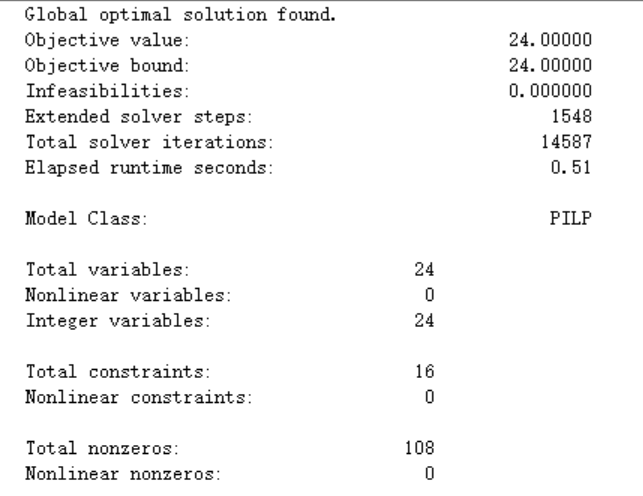 Global optimal solution found.
Objective value: 24.00000
Objective bound: 24.00000
Infeasibilities: 0.000000
Extended solver steps: 1548
Total solver iterations: 14587
Elapsed runtime seconds: 0.51
Model Class: PILP
Total variables: 24
Nonlinear variables: 0
Integer variables: 24
Total constraints: 16
Nonlinear constraints: 0
Total nonzeros: 108
Nonlinear nonzeros: 0